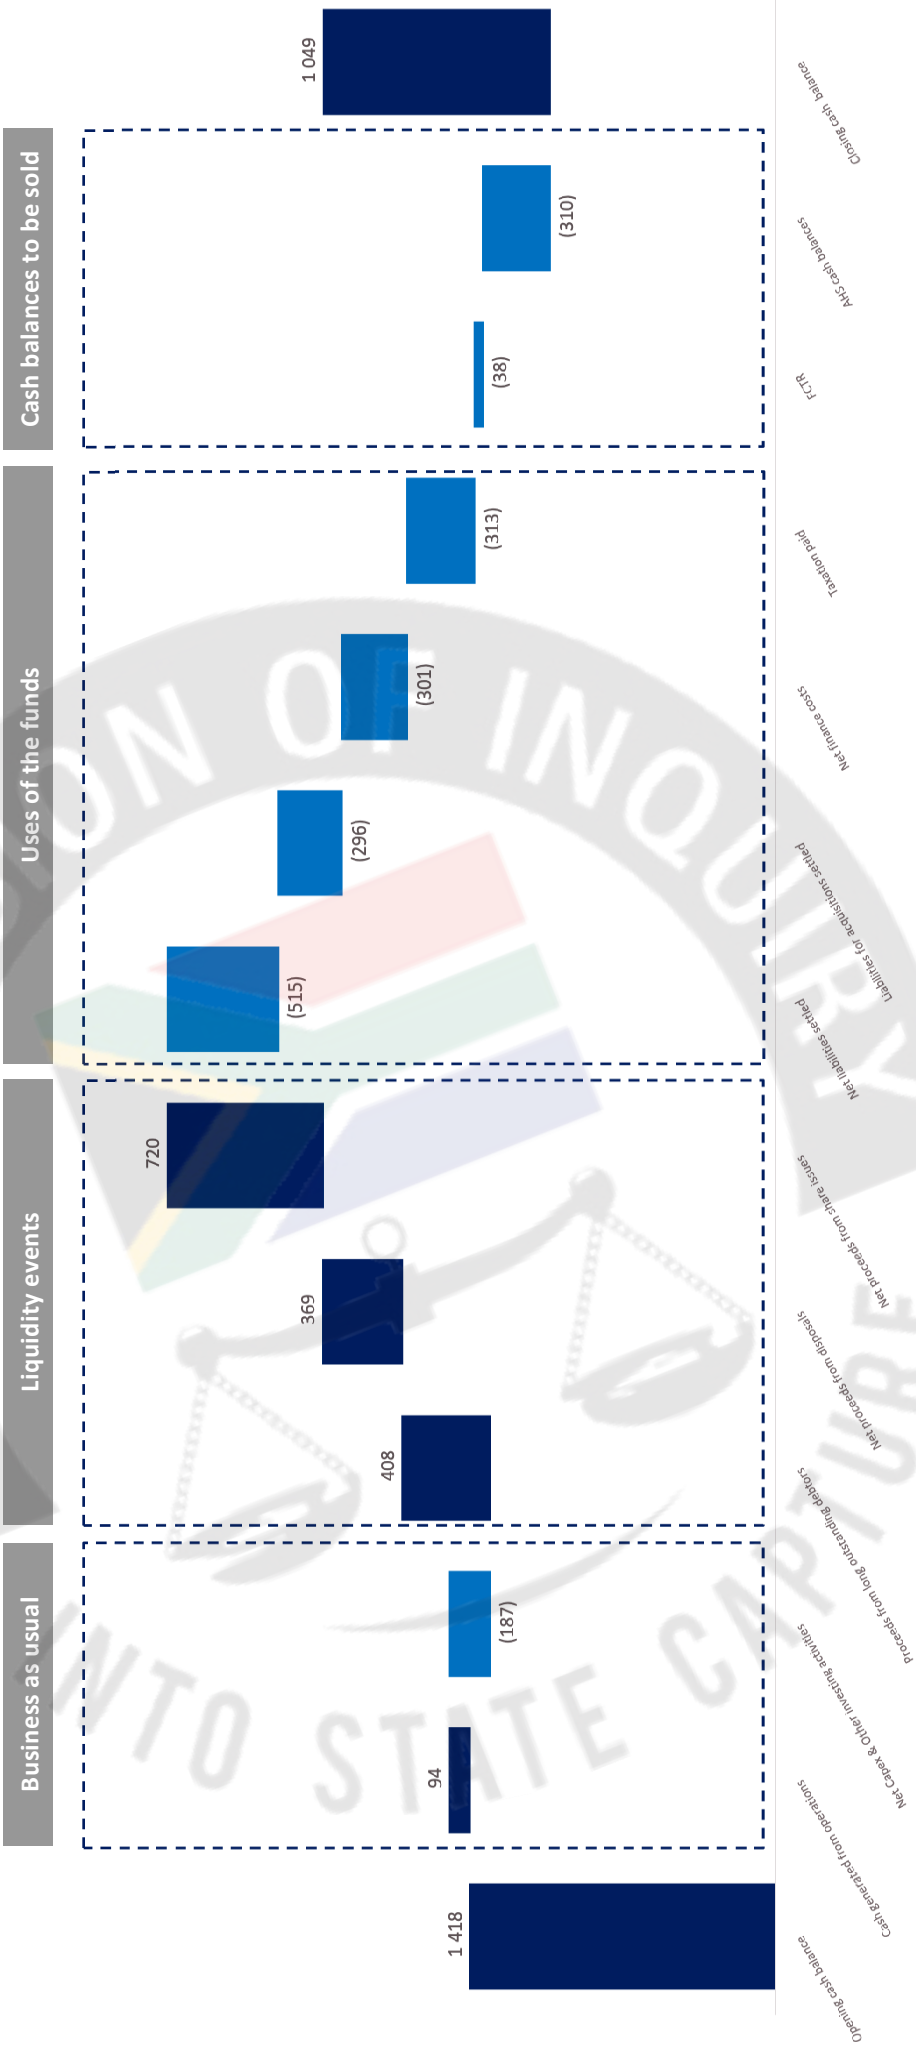 Business as usual
Liquidity events
Uses of the funds
Cash balances to be sold
1 418
94
(187)
408
369
720
(515)
(296)
(301)
(313)
(38)
(310)
1 049
Opening cash balance
Cash generated from operations
Net Capex & Other investing activities
Proceeds from long outstanding debtors
Net proceeds from disposals
Net proceeds from share issues
Net liabilities settled
Liabilities for acquisitions settled
Net finance costs
Taxation paid
FCTR
AHS cash balances
Closing cash balance
SION OF INQUIRY
INTO STATE CAPTURE